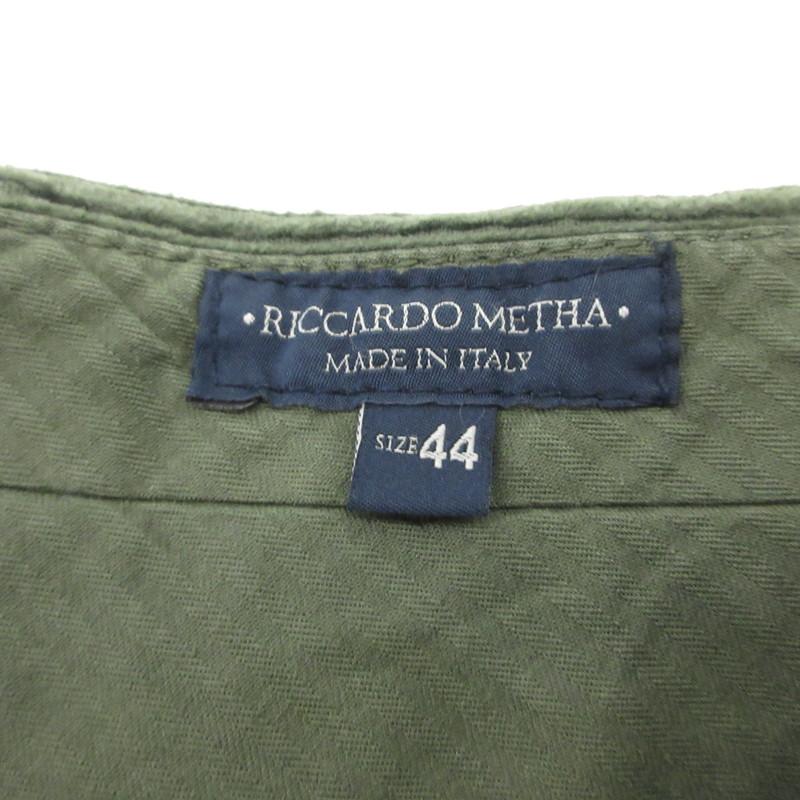 • RICCARDO METHA •
MADE IN ITALY
SIZE 44